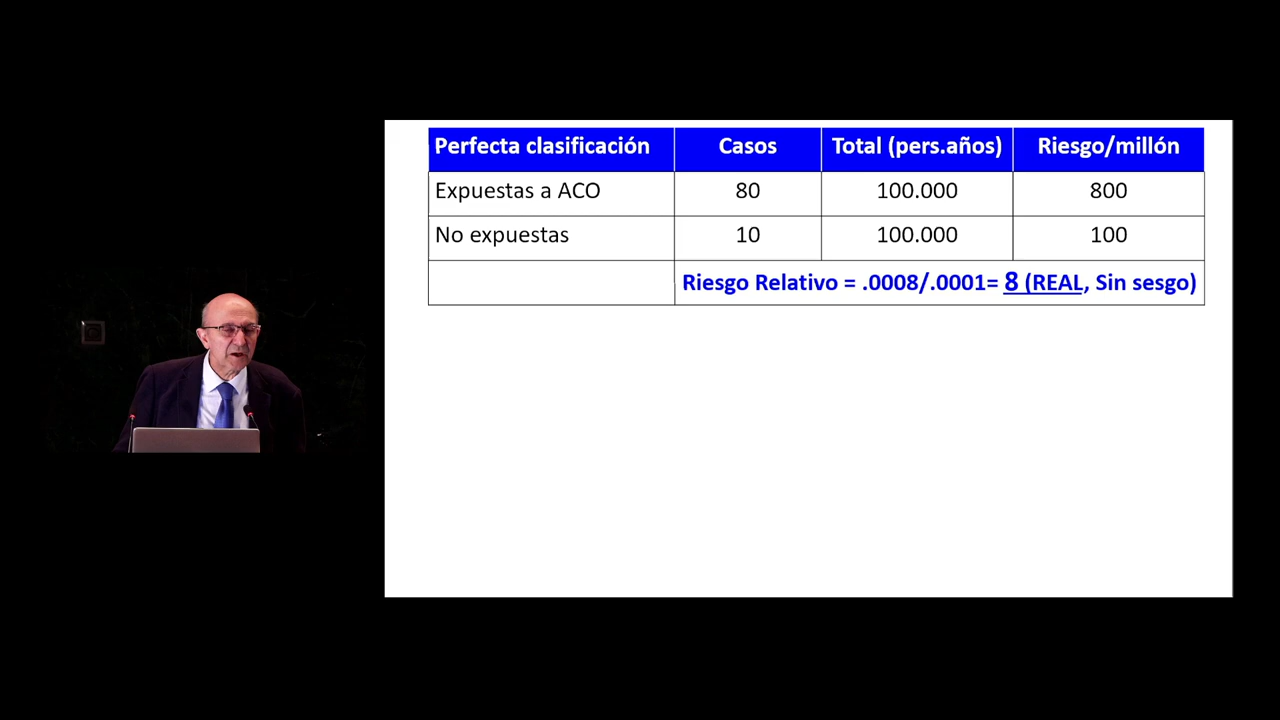 Perfecta clasificación Casos Total (pers.años) Riesgo/millón
Expuestas a ACO 80 100.000 800
No expuestas 10 100.000 100
Riesgo Relativo = .0008/.0001= 8 (REAL, Sin sesgo)